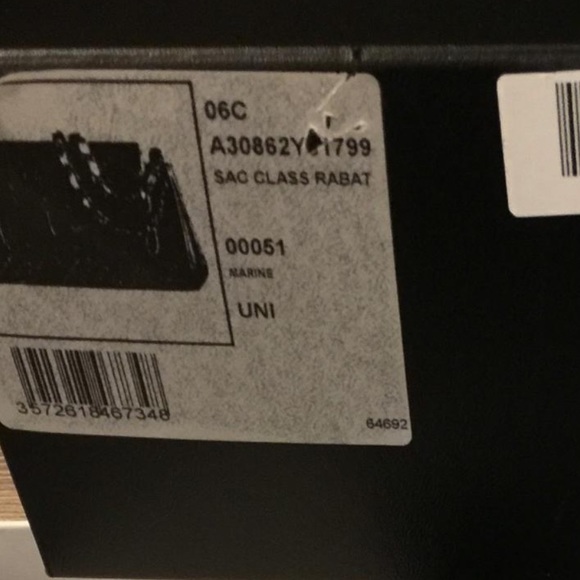 06C
SAC CLASS RABAT
00051
MARINE
UNI
3572618467348
64692